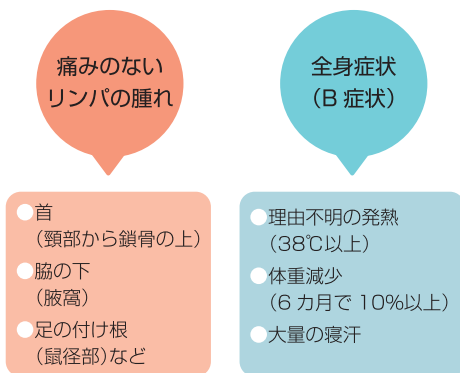 痛みのない
リンパの腫れ
●首
(頸部から鎖骨の上)
●脇の下
(腋窩)
●足の付け根
(鼠径部)など
全身症状
(B 症状)
●理由不明の発熱
(38℃以上)
●体重減少
(6 カ月で 10%以上)
●大量の寝汗